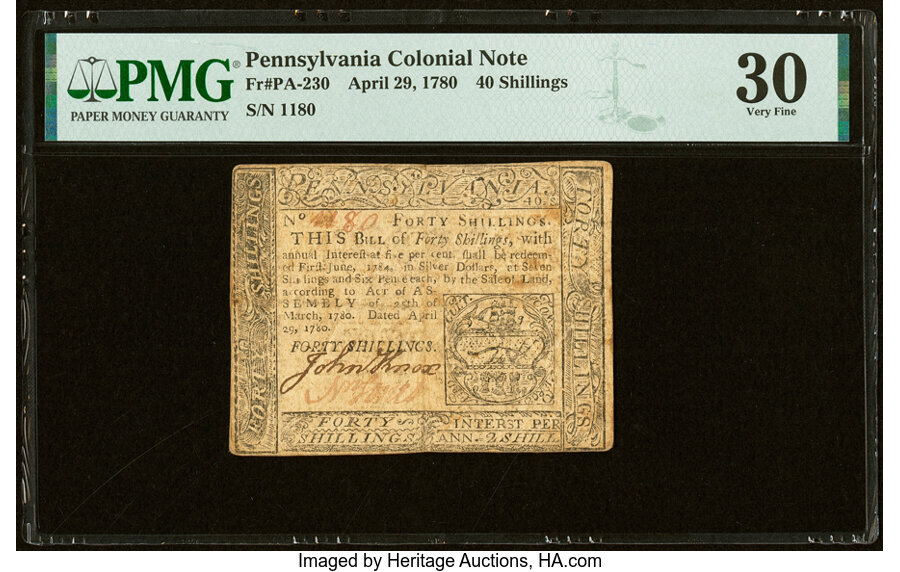 PMG®
PAPER MONEY GUARANTY
Pennsylvania Colonial Note
Fr#PA-230 April 29, 1780 40 Shillings
S/N 1180
30
Very Fine
PENNSYLVANIA.
40.s
FORTY SHILLINGS
FORTY SHILLINGS
No 1180 FORTY SHILLINGS.
THIS Bill of Forty Shillings, with
annual Interest at five per cent. shall be redeem-
ed First June, 1784, in Silver Dollars, at Seven
Shillings and Six Pence each, by the Sale of Land,
according to Act of AS-
SEMELY of 25th of
March, 1780. Dated April
29, 1780.
FORTY SHILLINGS.
John Knox
FORTY
SHILLINGS
INTERST PER
ANN. 2 SHILL
Imaged by Heritage Auctions, HA.com